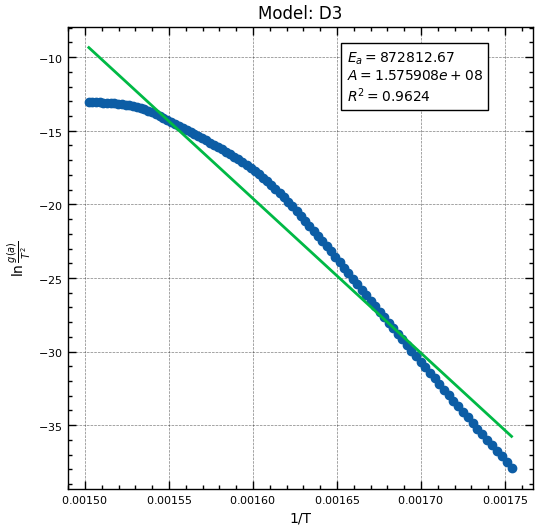 Model: D3
E_a = 872812.67
A = 1.575908e + 08
R² = 0.9624
−10
−15
−20
−25
−30
−35
ln g(a)/T²
0.00150 0.00155 0.00160 0.00165 0.00170 0.00175
1/T